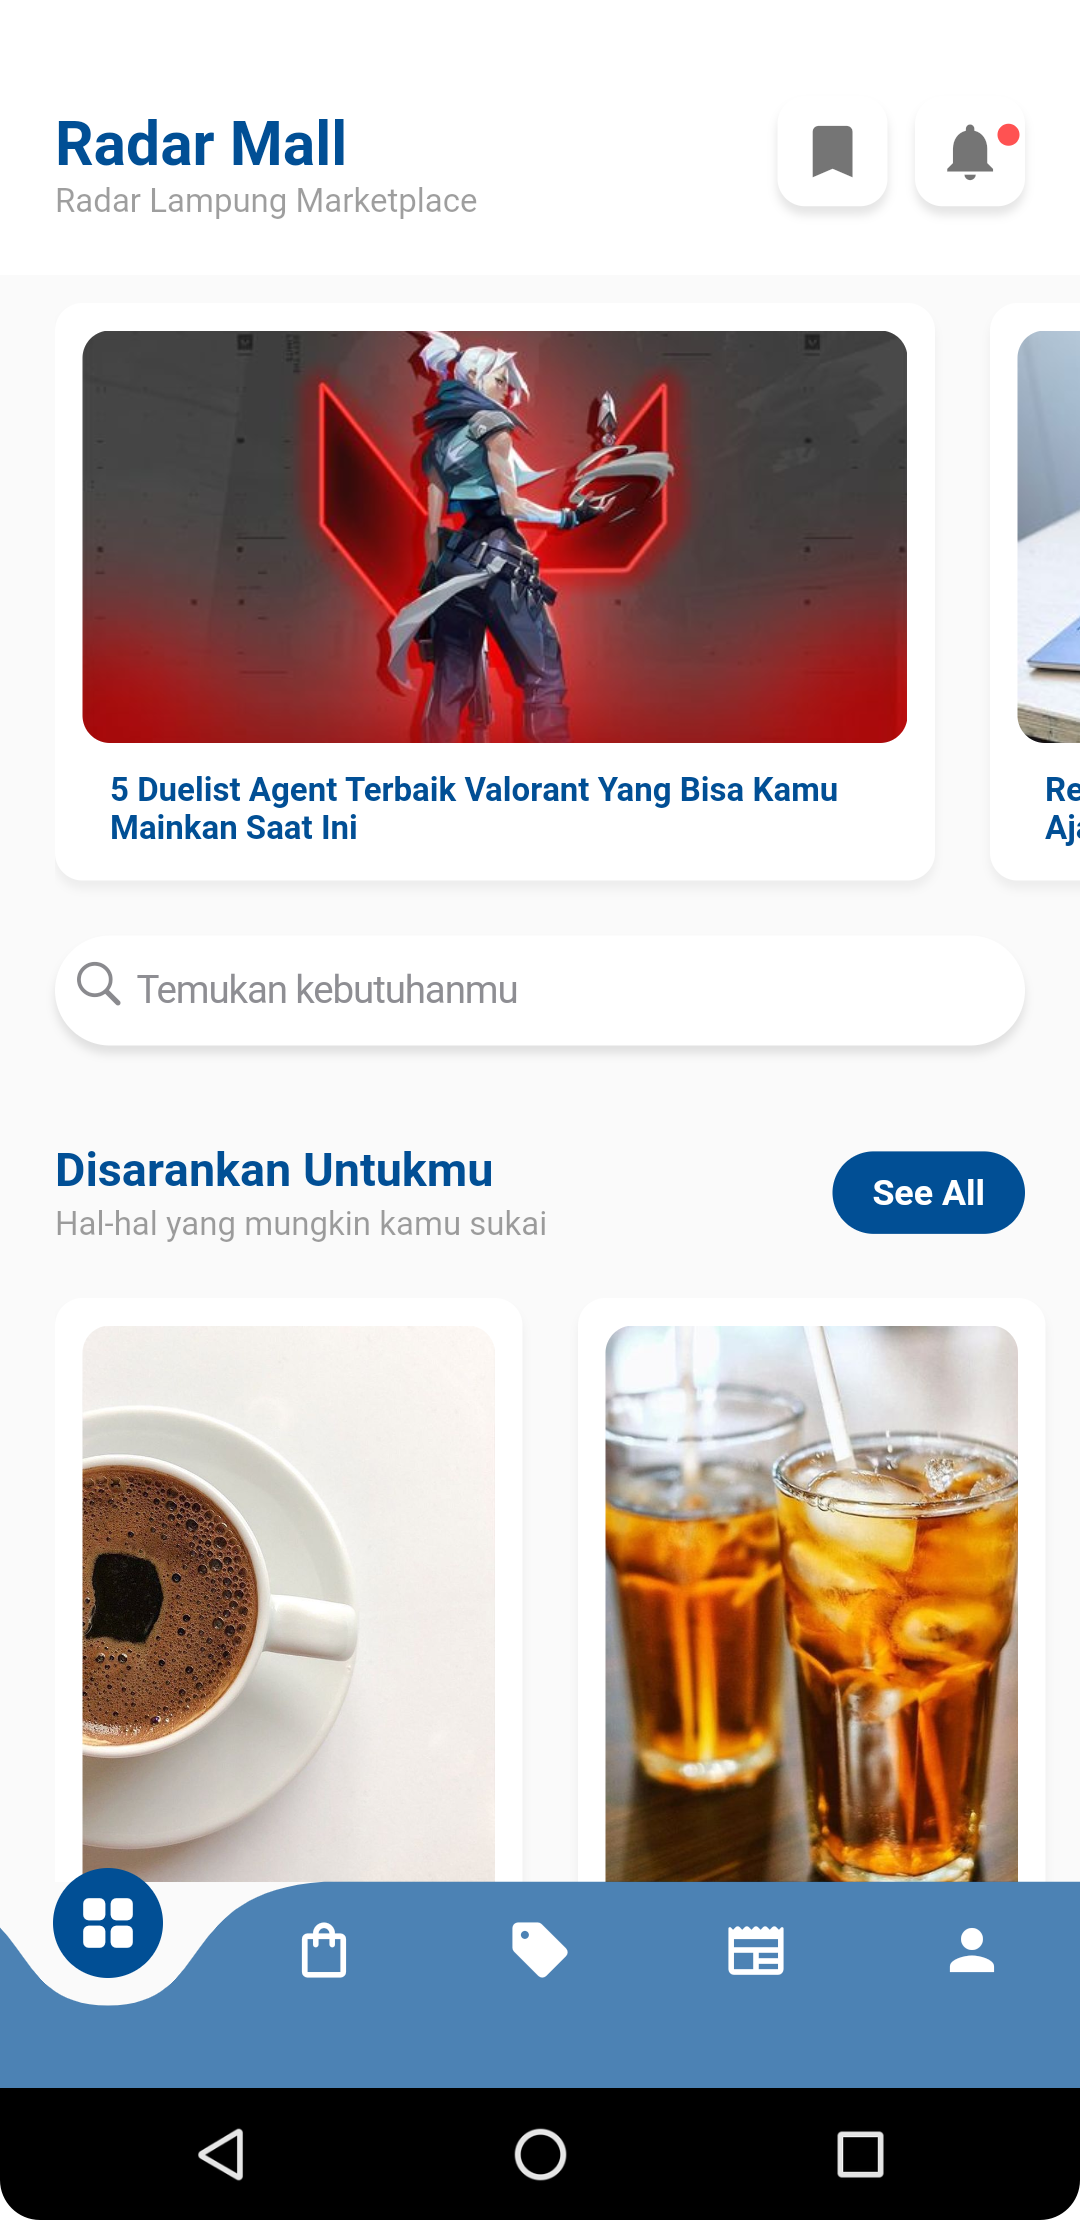 Radar Mall
Radar Lampung Marketplace
5 Duelist Agent Terbaik Valorant Yang Bisa Kamu
Mainkan Saat Ini
Re
Aj
Temukan kebutuhanmu
Disarankan Untukmu
Hal-hal yang mungkin kamu sukai
See All